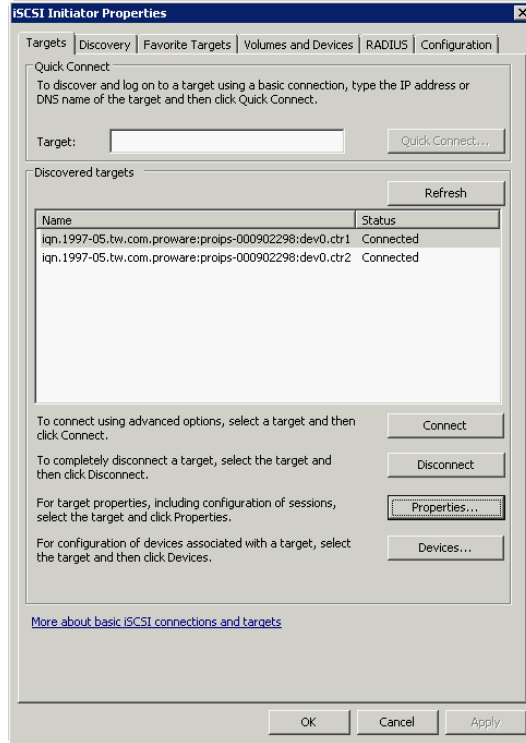 iSCSI Initiator Properties
Targets Discovery Favorite Targets Volumes and Devices RADIUS Configuration
Quick Connect
To discover and log on to a target using a basic connection, type the IP address or
DNS name of the target and then click Quick Connect.
Target: Quick Connect...
Discovered targets
Refresh
Name Status
iqn.1997-05.tw.com.proware:proips-000902298:dev0.ctr1 Connected
iqn.1997-05.tw.com.proware:proips-000902298:dev0.ctr2 Connected
To connect using advanced options, select a target and then
click Connect.
Connect
To completely disconnect a target, select the target and
then click Disconnect.
Disconnect
For target properties, including configuration of sessions,
select the target and click Properties.
Properties...
For configuration of devices associated with a target, select
the target and then click Devices.
Devices...
More about basic iSCSI connections and targets
OK Cancel Apply